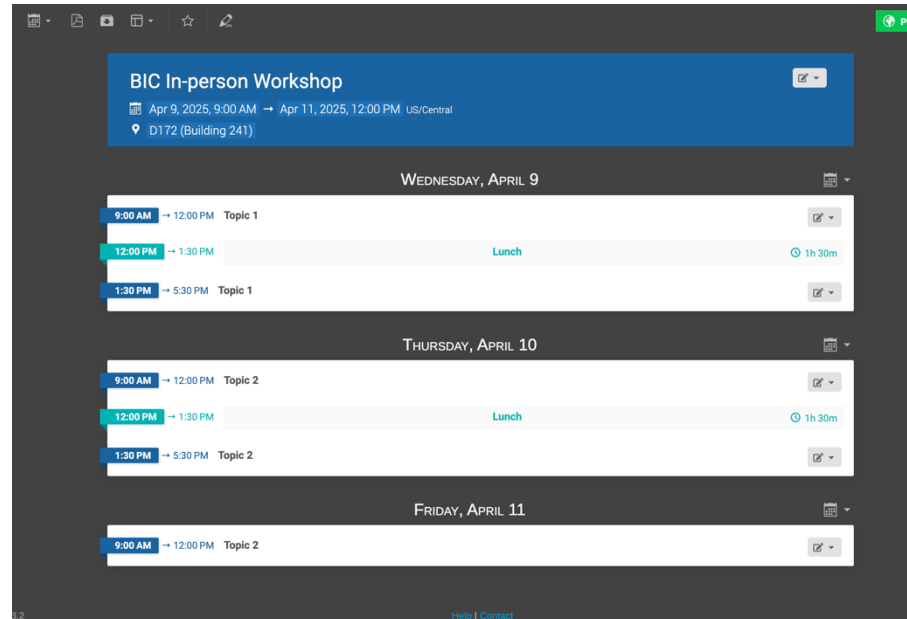 P
BIC In-person Workshop
Apr 9, 2025, 9:00 AM → Apr 11, 2025, 12:00 PM US/Central
D172 (Building 241)
Wednesday, April 9
9:00 AM → 12:00 PM Topic 1
12:00 PM → 1:30 PM Lunch 1h 30m
1:30 PM → 5:30 PM Topic 1
Thursday, April 10
9:00 AM → 12:00 PM Topic 2
12:00 PM → 1:30 PM Lunch 1h 30m
1:30 PM → 5:30 PM Topic 2
Friday, April 11
9:00 AM → 12:00 PM Topic 2
3.2 Help | Contact